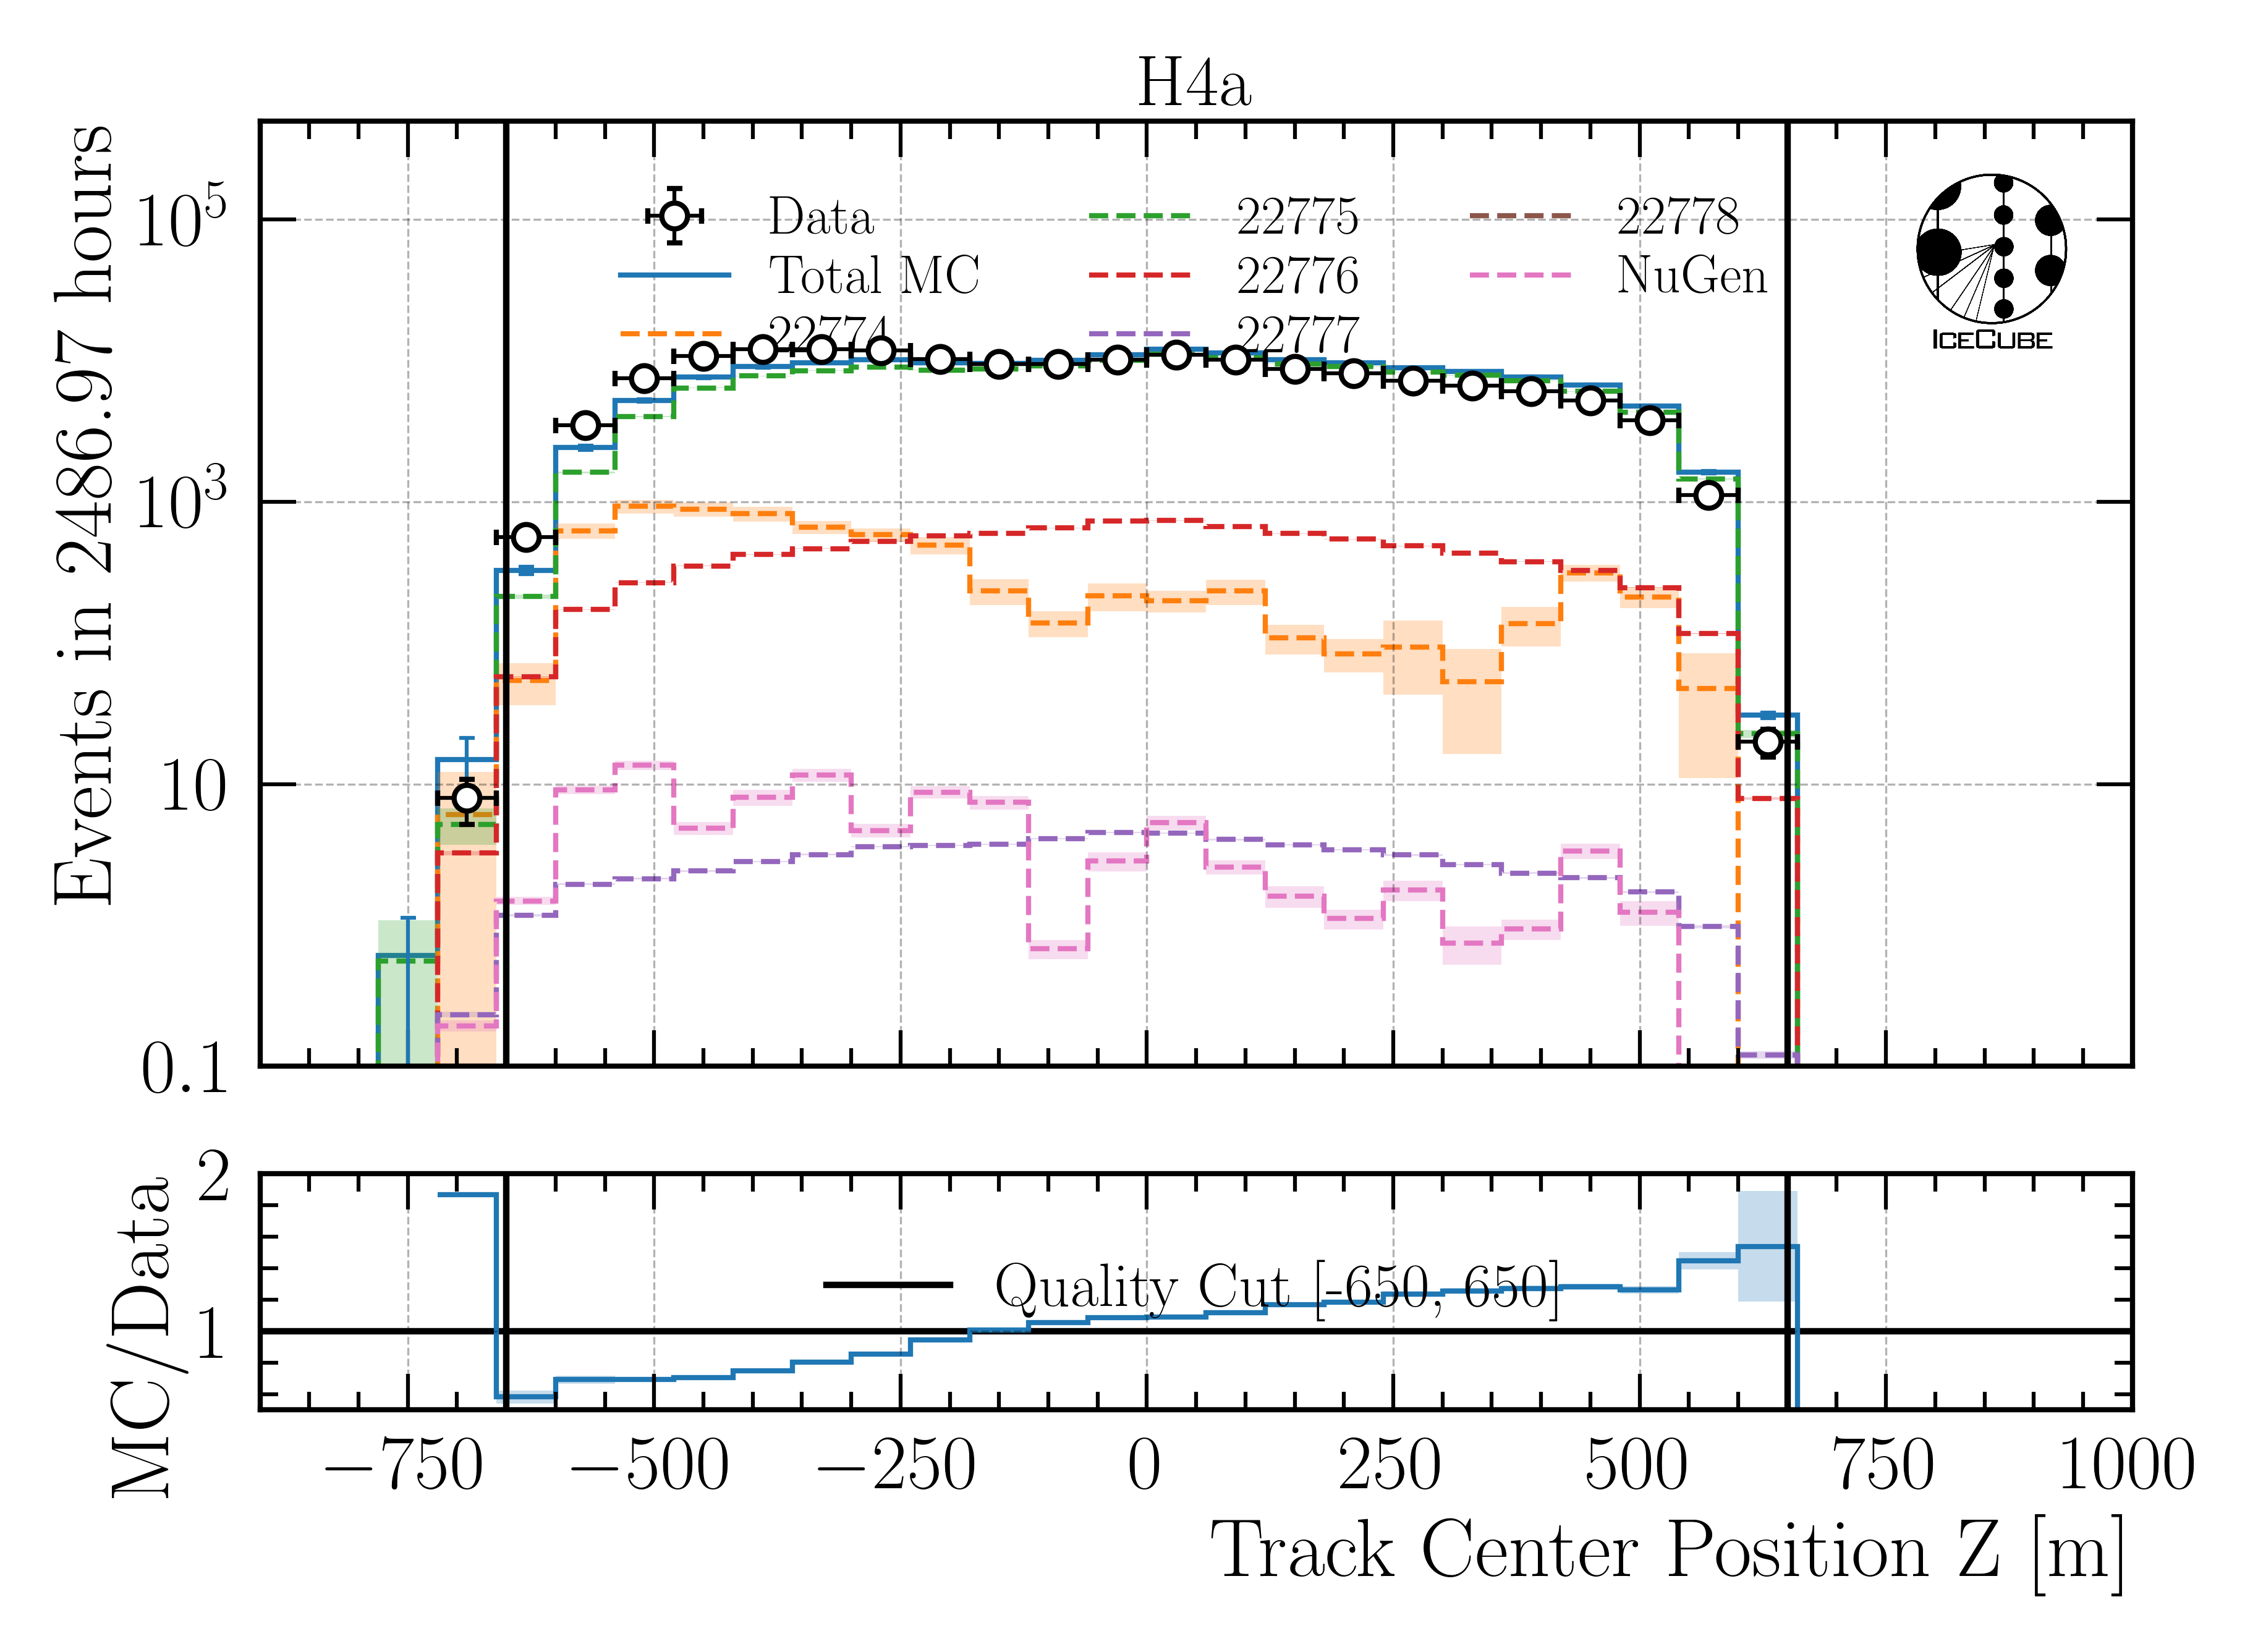 H4a
Events in 2486.97 hours
10^5
10^3
10
0.1
Data
Total MC
22774
22775
22776
22777
22778
NuGen
ICECUBE
MC/Data
2
1
Quality Cut [-650, 650]
−750 −500 −250 0 250 500 750 1000
Track Center Position Z [m]